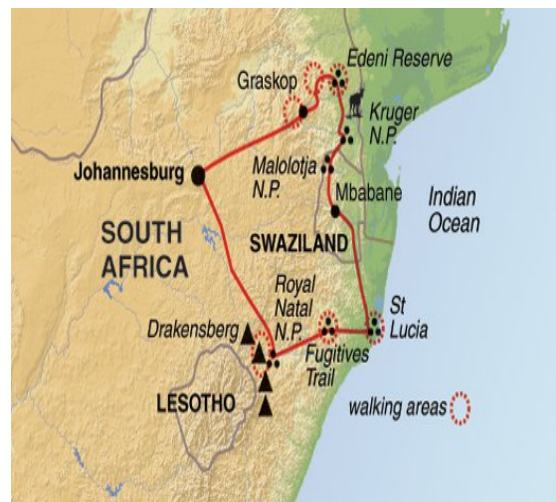 Edeni Reserve
Graskop
Kruger
N.P.
Johannesburg
Malolotja
N.P.
Mbabane
Indian
Ocean
SOUTH
AFRICA
SWAZILAND
Royal
Natal
N.P.
St
Lucia
Drakensberg
Fugitives
Trail
LESOTHO
walking areas